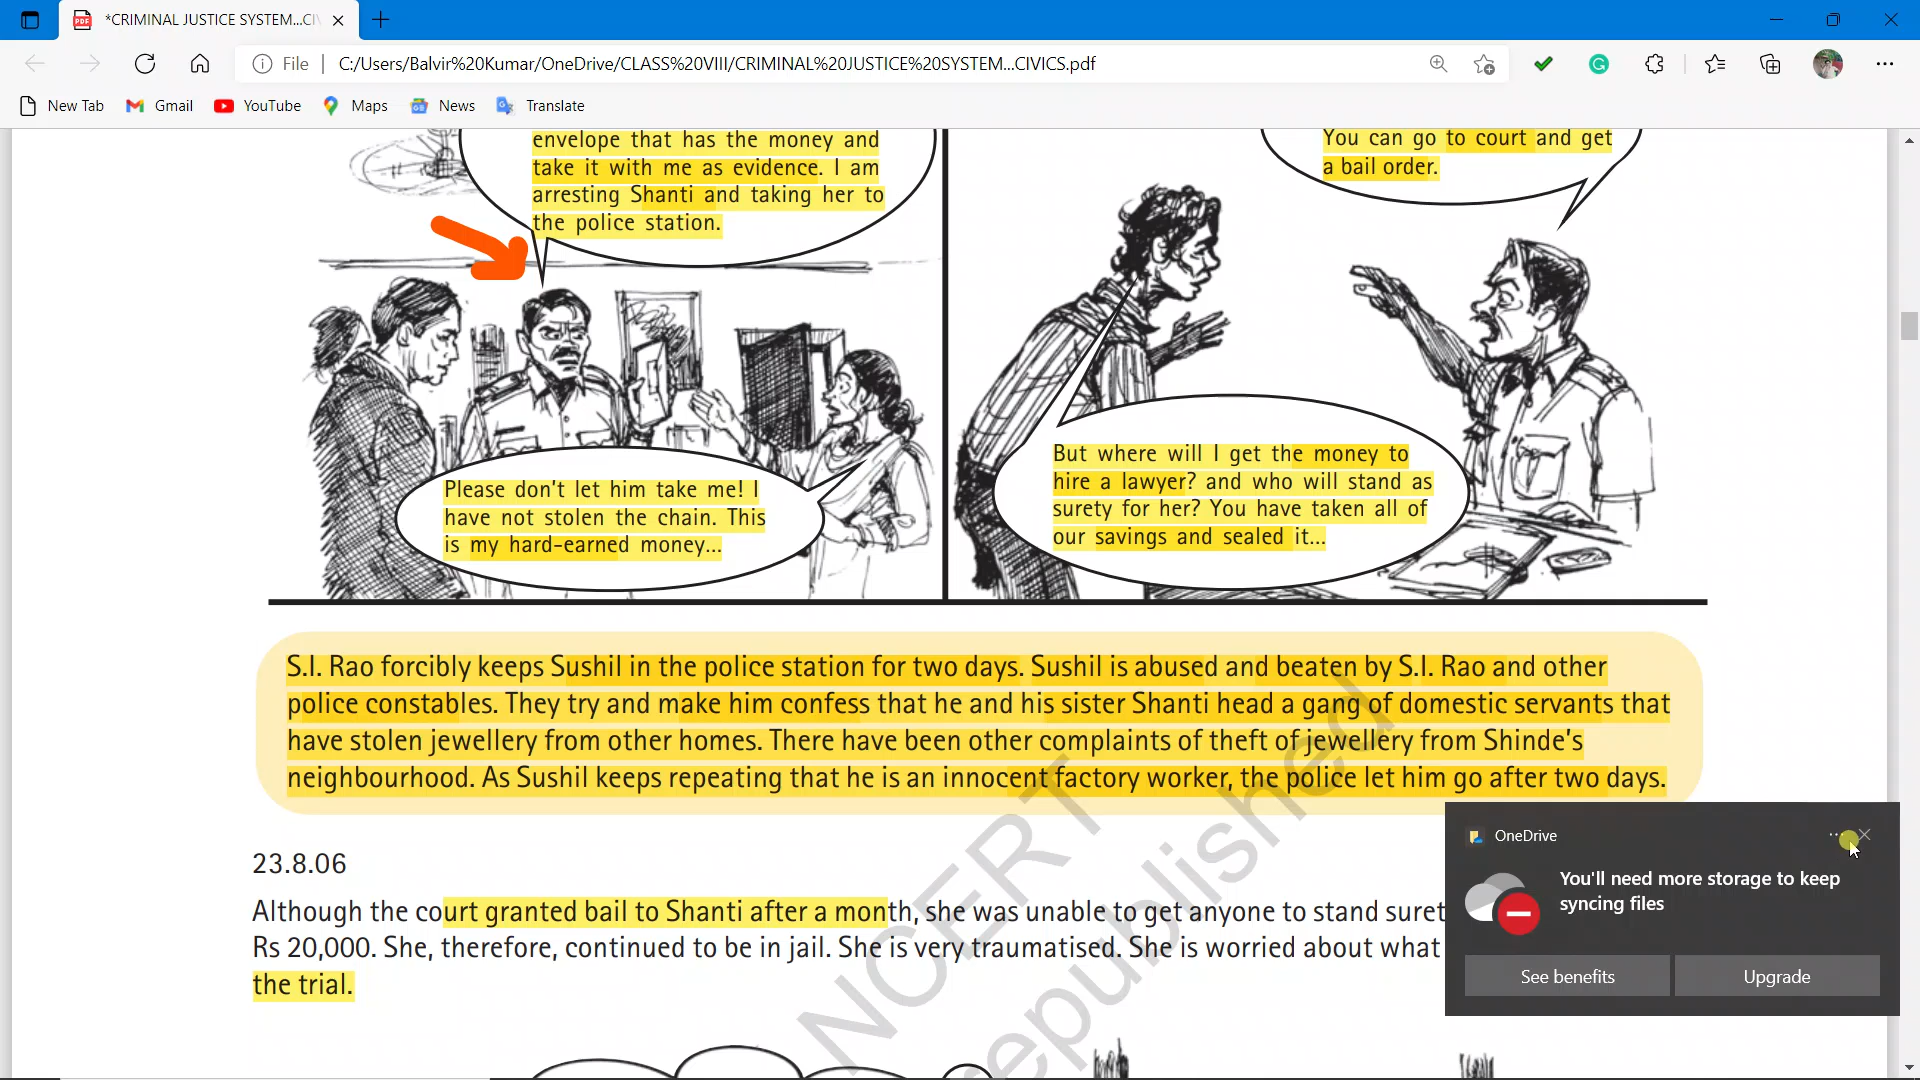 *CRIMINAL JUSTICE SYSTEM...CI
File
C:/Users/Balvir%20Kumar/OneDrive/CLASS%20VIII/CRIMINAL%20JUSTICE%20SYSTEM...CIVICS.pdf
New Tab
Gmail
YouTube
Maps
News
Translate
envelope that has the money and
take it with me as evidence. I am
arresting Shanti and taking her to
the police station.
You can go to court and get
a bail order.
Please don't let him take me! I
have not stolen the chain. This
is my hard-earned money...
But where will I get the money to
hire a lawyer? and who will stand as
surety for her? You have taken all of
our savings and sealed it...
S.I. Rao forcibly keeps Sushil in the police station for two days. Sushil is abused and beaten by S.I. Rao and other
police constables. They try and make him confess that he and his sister Shanti head a gang of domestic servants that
have stolen jewellery from other homes. There have been other complaints of theft of jewellery from Shinde's
neighbourhood. As Sushil keeps repeating that he is an innocent factory worker, the police let him go after two days.
23.8.06
Although the court granted bail to Shanti after a month, she was unable to get anyone to stand suret
Rs 20,000. She, therefore, continued to be in jail. She is very traumatised. She is worried about what
the trial.
NCERT
republished
OneDrive
You'll need more storage to keep
syncing files
See benefits
Upgrade